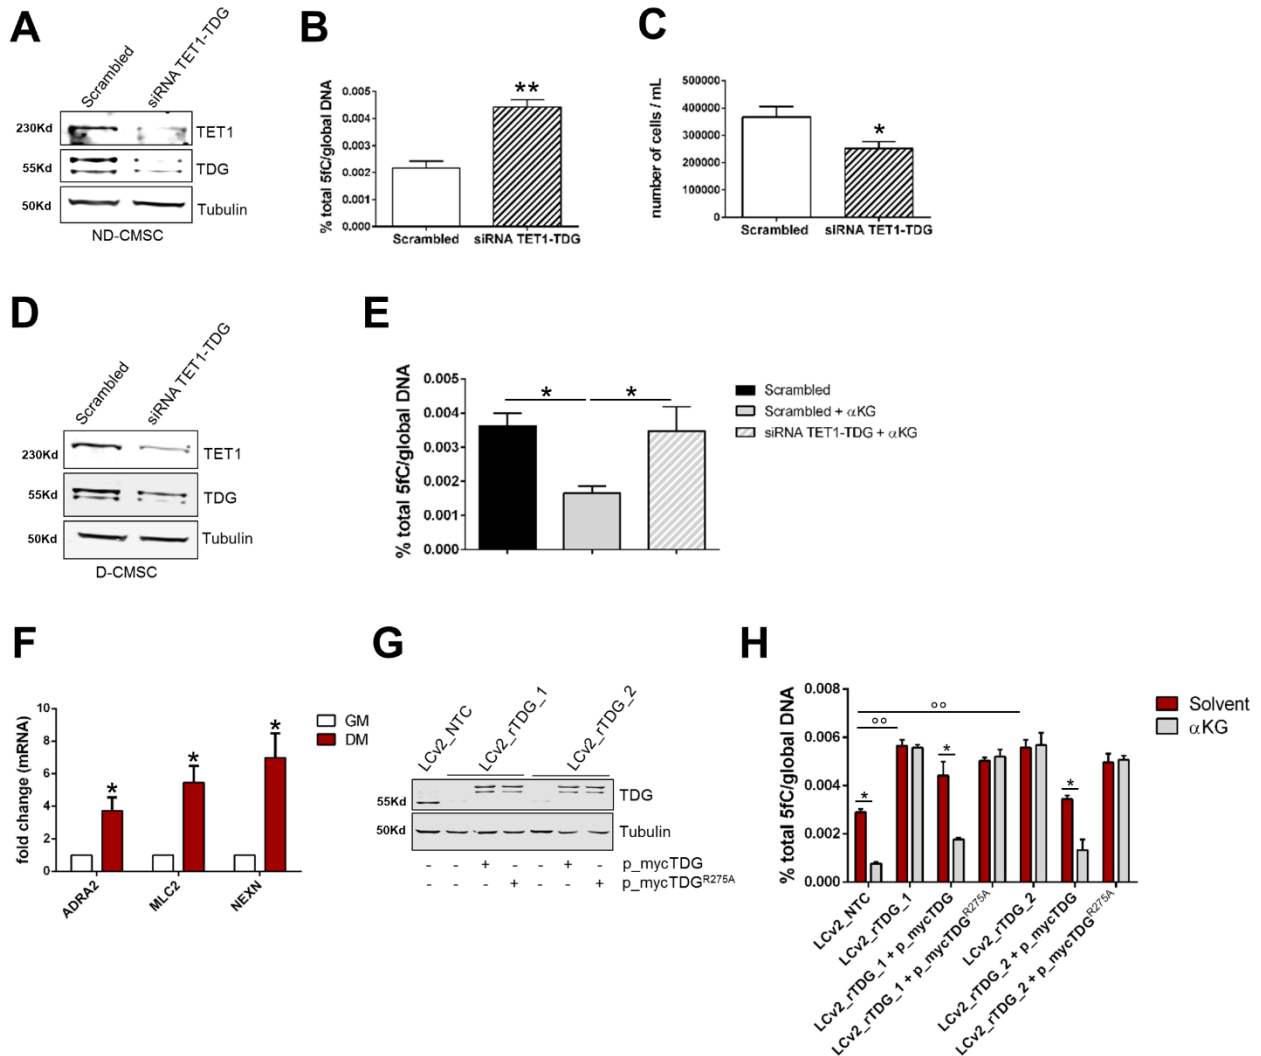 A
Scrambled
siRNA TET1-TDG
230Kd
TET1
55Kd
TDG
50Kd
Tubulin
ND-CMSC
B
% total 5fC/global DNA
0.005
0.004
0.003
0.002
0.001
0.000
**
Scrambled
siRNA TET1-TDG
C
number of cells / mL
500000
400000
300000
200000
100000
0
*
Scrambled
siRNA TET1-TDG
D
Scrambled
siRNA TET1-TDG
230Kd
TET1
55Kd
TDG
50Kd
Tubulin
D-CMSC
E
% total 5fC/global DNA
0.005
0.004
0.003
0.002
0.001
0.000
* *
Scrambled
Scrambled + αKG
siRNA TET1-TDG + αKG
F
fold change (mRNA)
10
8
6
4
2
0
* * *
ADRA2
MLC2
NEXN
GM
DM
G
LCv2_NTC
LCv2_rTDG_1
LCv2_rTDG_2
55Kd
TDG
50Kd
Tubulin
- - + - - + - p_mycTDG
- - - + - - + p_mycTDG^R275A
H
% total 5fC/global DNA
0.008
0.006
0.004
0.002
0.000
°°
°°
* * *
LCv2_NTC
LCv2_rTDG_1
LCv2_rTDG_1 + p_mycTDG
LCv2_rTDG_1 + p_mycTDG^R275A
LCv2_rTDG_2
LCv2_rTDG_2 + p_mycTDG
LCv2_rTDG_2 + p_mycTDG^R275A
Solvent
αKG